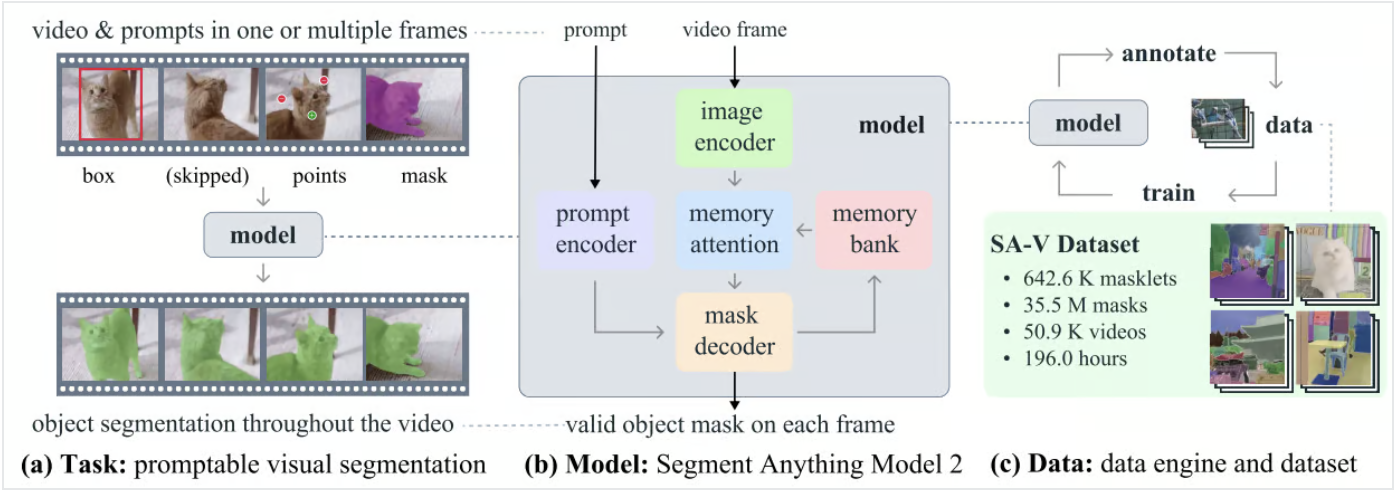 video & prompts in one or multiple frames
box
(skipped)
points
mask
model
object segmentation throughout the video
(a) Task: promptable visual segmentation
prompt
video frame
image
encoder
model
prompt
encoder
memory
attention
memory
bank
mask
decoder
valid object mask on each frame
(b) Model: Segment Anything Model 2
annotate
model
data
train
SA-V Dataset
• 642.6 K masklets
• 35.5 M masks
• 50.9 K videos
• 196.0 hours
(c) Data: data engine and dataset